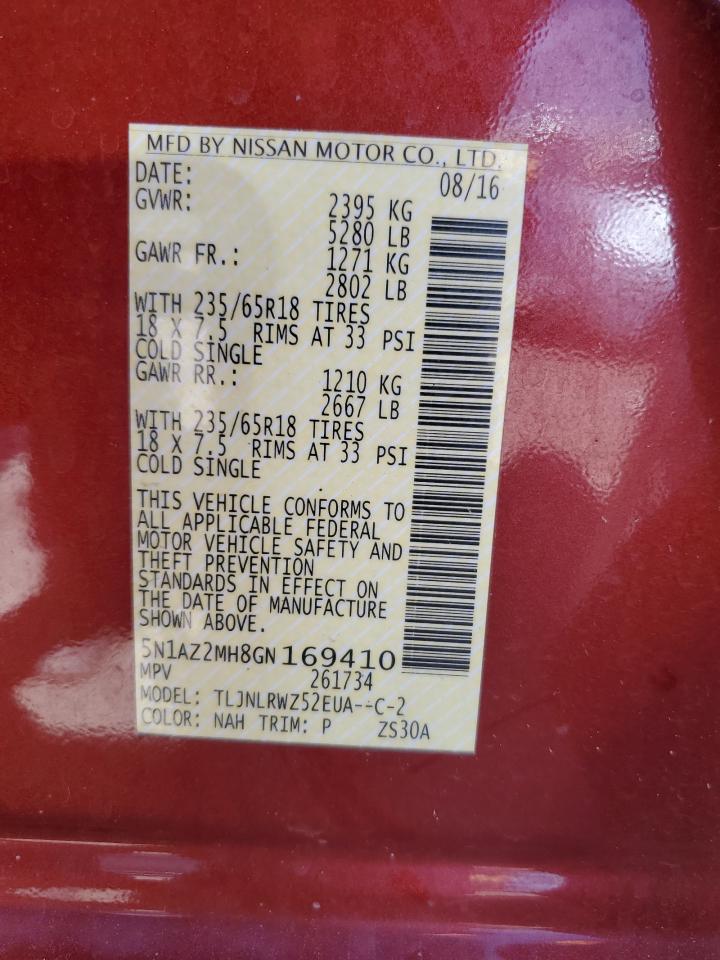 MFD BY NISSAN MOTOR CO., LTD.
DATE: 08/16
GVWR: 2395 KG
5280 LB
GAWR FR.: 1271 KG
2802 LB
WITH 235/65R18 TIRES
18 X 7.5 RIMS AT 33 PSI
COLD SINGLE
GAWR RR.: 1210 KG
2667 LB
WITH 235/65R18 TIRES
18 X 7.5 RIMS AT 33 PSI
COLD SINGLE
THIS VEHICLE CONFORMS TO
ALL APPLICABLE FEDERAL
MOTOR VEHICLE SAFETY AND
THEFT PREVENTION
STANDARDS IN EFFECT ON
THE DATE OF MANUFACTURE
SHOWN ABOVE.
5N1AZ2MH8GN169410
MPV 261734
MODEL: TLJNLRWZ52EUA--C-2
COLOR: NAH TRIM: P ZS30A